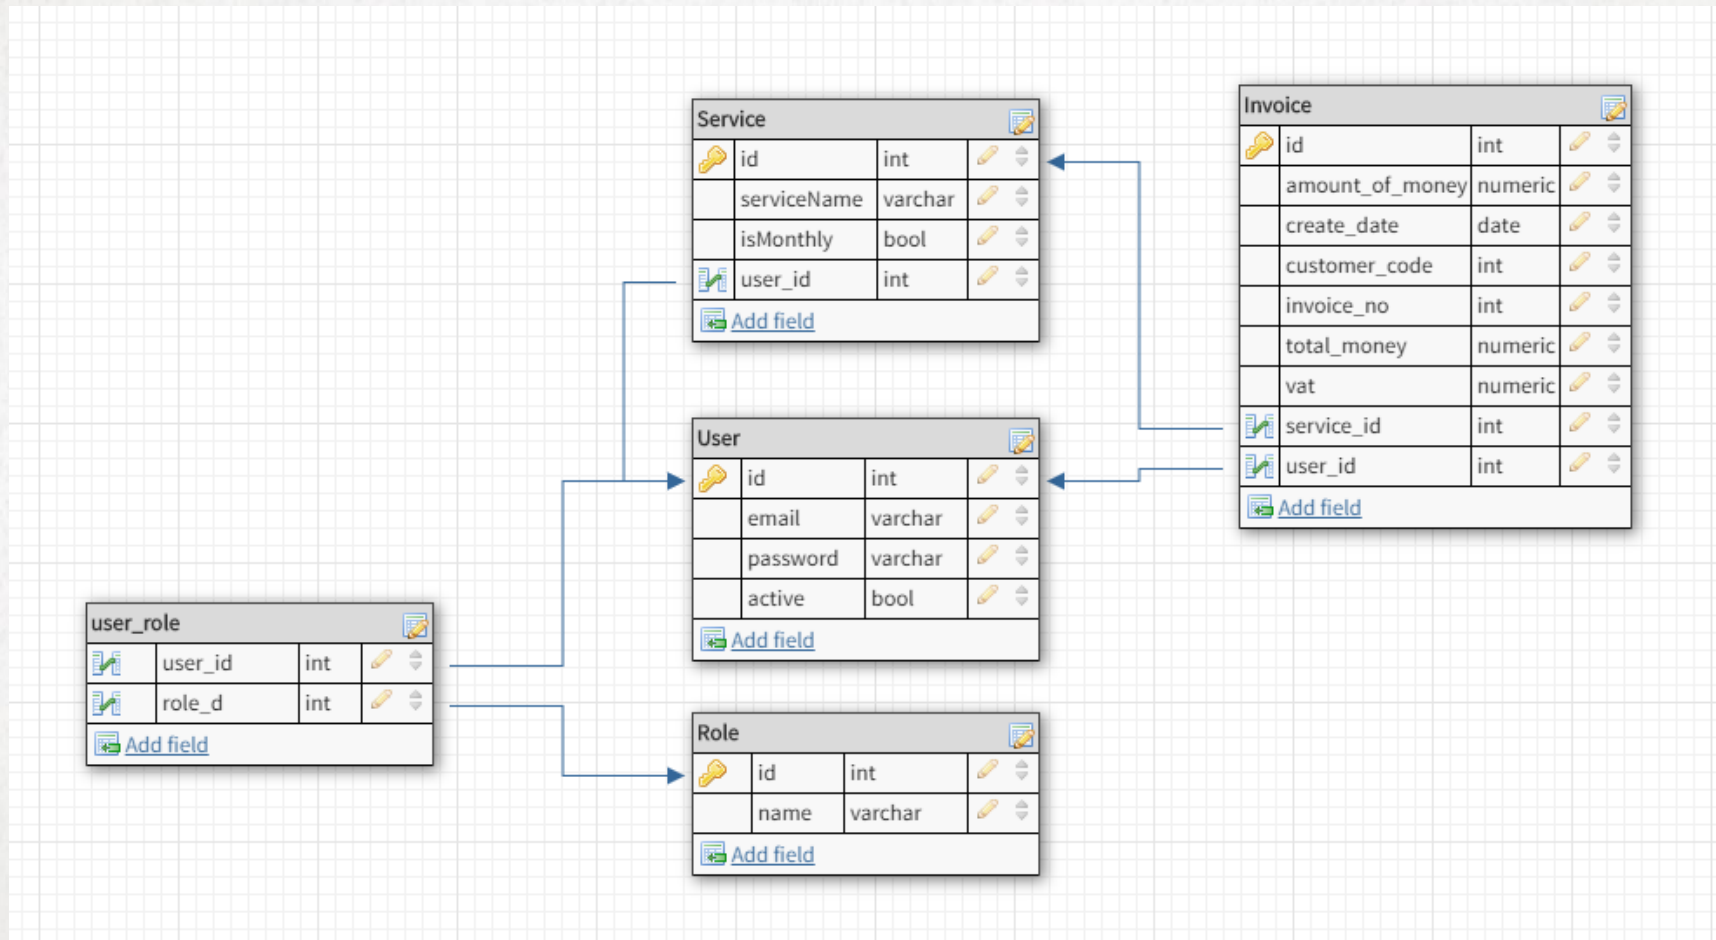 Service
id int
serviceName varchar
isMonthly bool
user_id int
Add field
Invoice
id int
amount_of_money numeric
create_date date
customer_code int
invoice_no int
total_money numeric
vat numeric
service_id int
user_id int
Add field
User
id int
email varchar
password varchar
active bool
Add field
user_role
user_id int
role_d int
Add field
Role
id int
name varchar
Add field